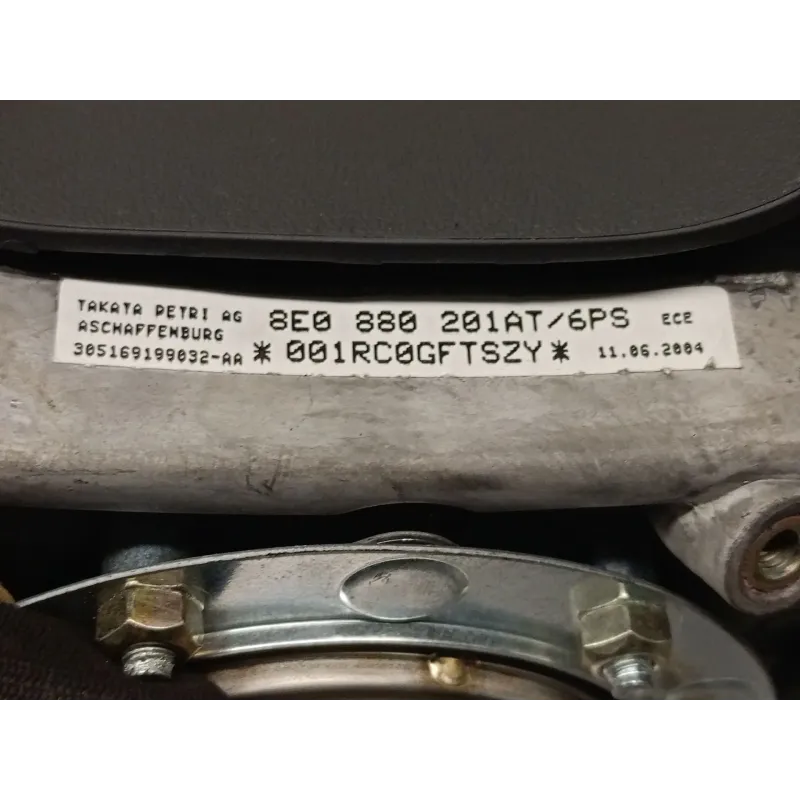 TAKATA PETRI AG 8E0 880 201AT/6PS ECE
ASCHAFFENBURG
305169199032-AA *001RC0GFTSZY* 11.06.2004